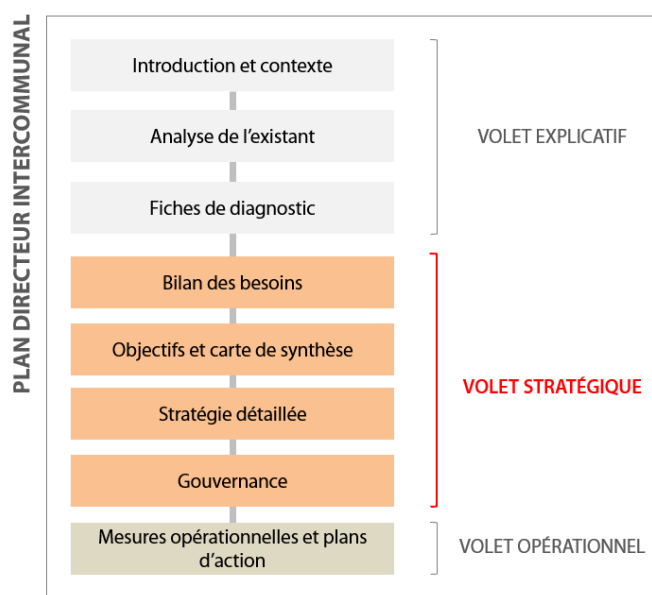 PLAN DIRECTEUR INTERCOMMUNAL
Introduction et contexte
Analyse de l'existant
Fiches de diagnostic
VOLET EXPLICATIF
Bilan des besoins
Objectifs et carte de synthèse
Stratégie détaillée
Gouvernance
VOLET STRATÉGIQUE
Mesures opérationnelles et plans
d'action
VOLET OPÉRATIONNEL